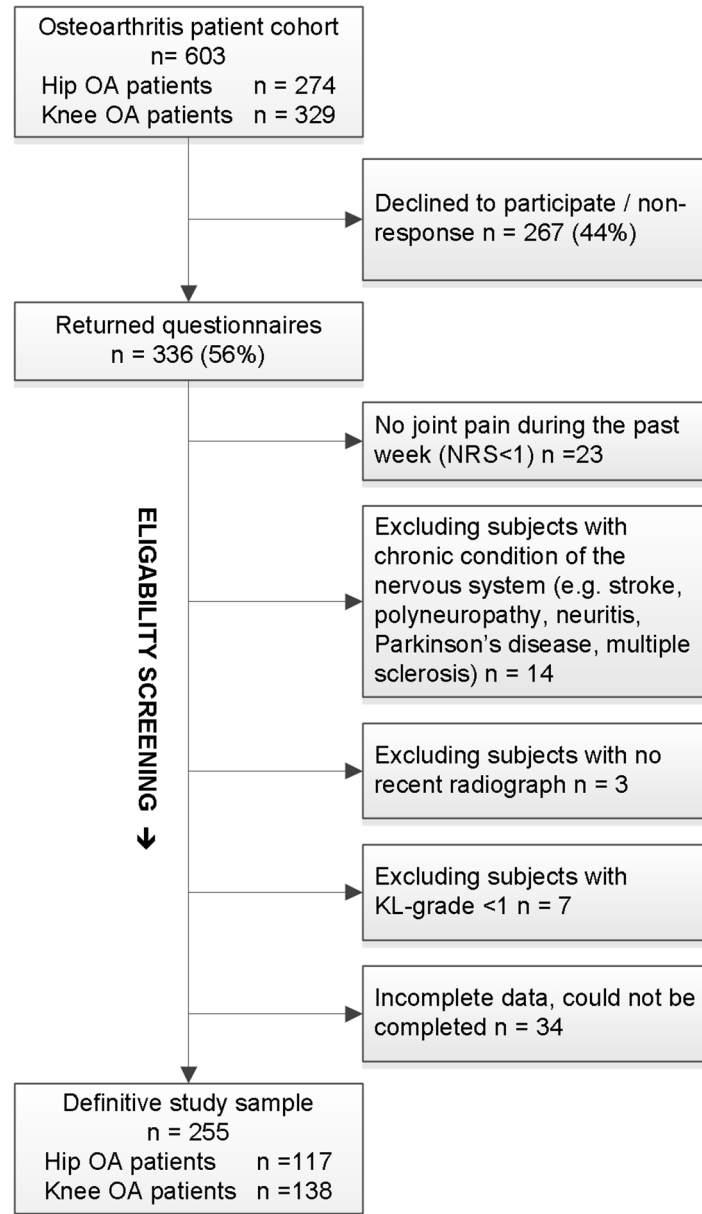 Osteoarthritis patient cohort
n= 603
Hip OA patients n = 274
Knee OA patients n = 329
Declined to participate / non-
response n = 267 (44%)
Returned questionnaires
n = 336 (56%)
No joint pain during the past
week (NRS<1) n =23
ELIGABILITY SCREENING →
Excluding subjects with
chronic condition of the
nervous system (e.g. stroke,
polyneuropathy, neuritis,
Parkinson’s disease, multiple
sclerosis) n = 14
Excluding subjects with no
recent radiograph n = 3
Excluding subjects with
KL-grade <1 n = 7
Incomplete data, could not be
completed n = 34
Definitive study sample
n = 255
Hip OA patients n =117
Knee OA patients n =138